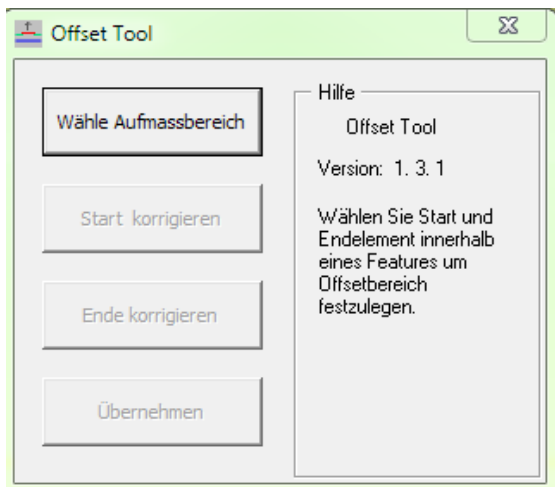 Offset Tool
Wähle Aufmassbereich
Start korrigieren
Ende korrigieren
Übernehmen
Hilfe
Offset Tool
Version: 1. 3. 1
Wählen Sie Start und
Endelement innerhalb
eines Features um
Offsetbereich
festzulegen.